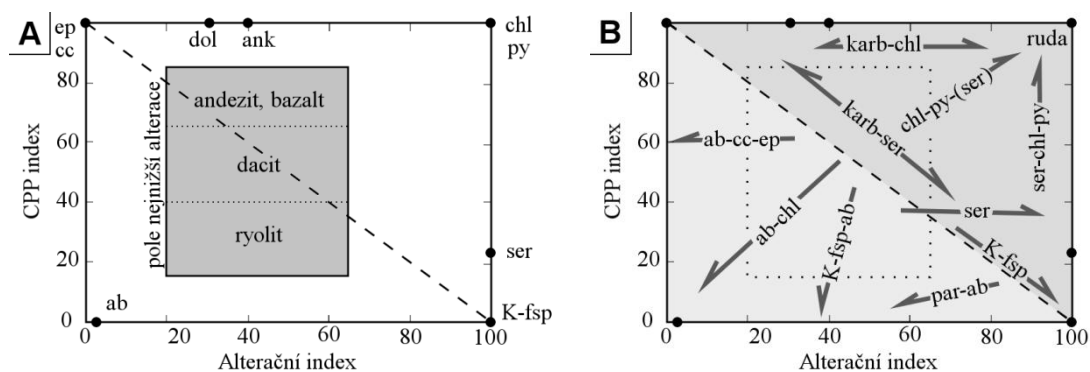 A
ep
cc
dol
ank
chl
py
80
60
40
20
0
CPP index
pole nejnižší alterace
andezit, bazalt
dacit
ryolit
ser
ab
K-fsp
0
20
40
60
80
100
Alterační index
B
karb-chl
ruda
80
60
40
20
0
CPP index
ab-cc-ep
karb-ser
chl-py-(ser)
ser-chl-py
ab-chl
K-fsp-ab
ser
K-fsp
par-ab
0
20
40
60
80
100
Alterační index